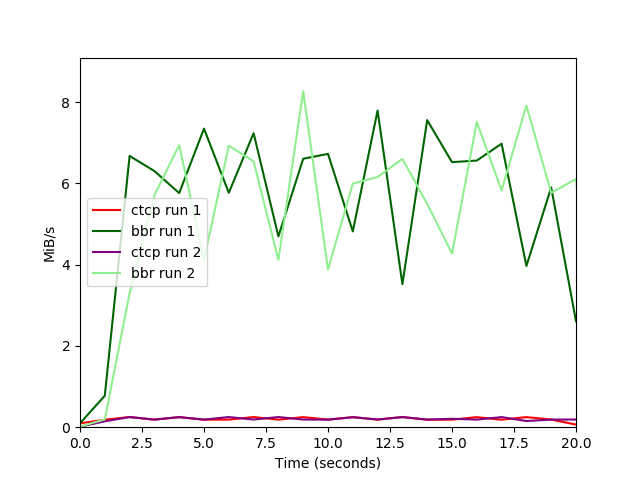 MiB/s
8
6
4
2
0
ctcp run 1
bbr run 1
ctcp run 2
bbr run 2
0.0 2.5 5.0 7.5 10.0 12.5 15.0 17.5 20.0
Time (seconds)